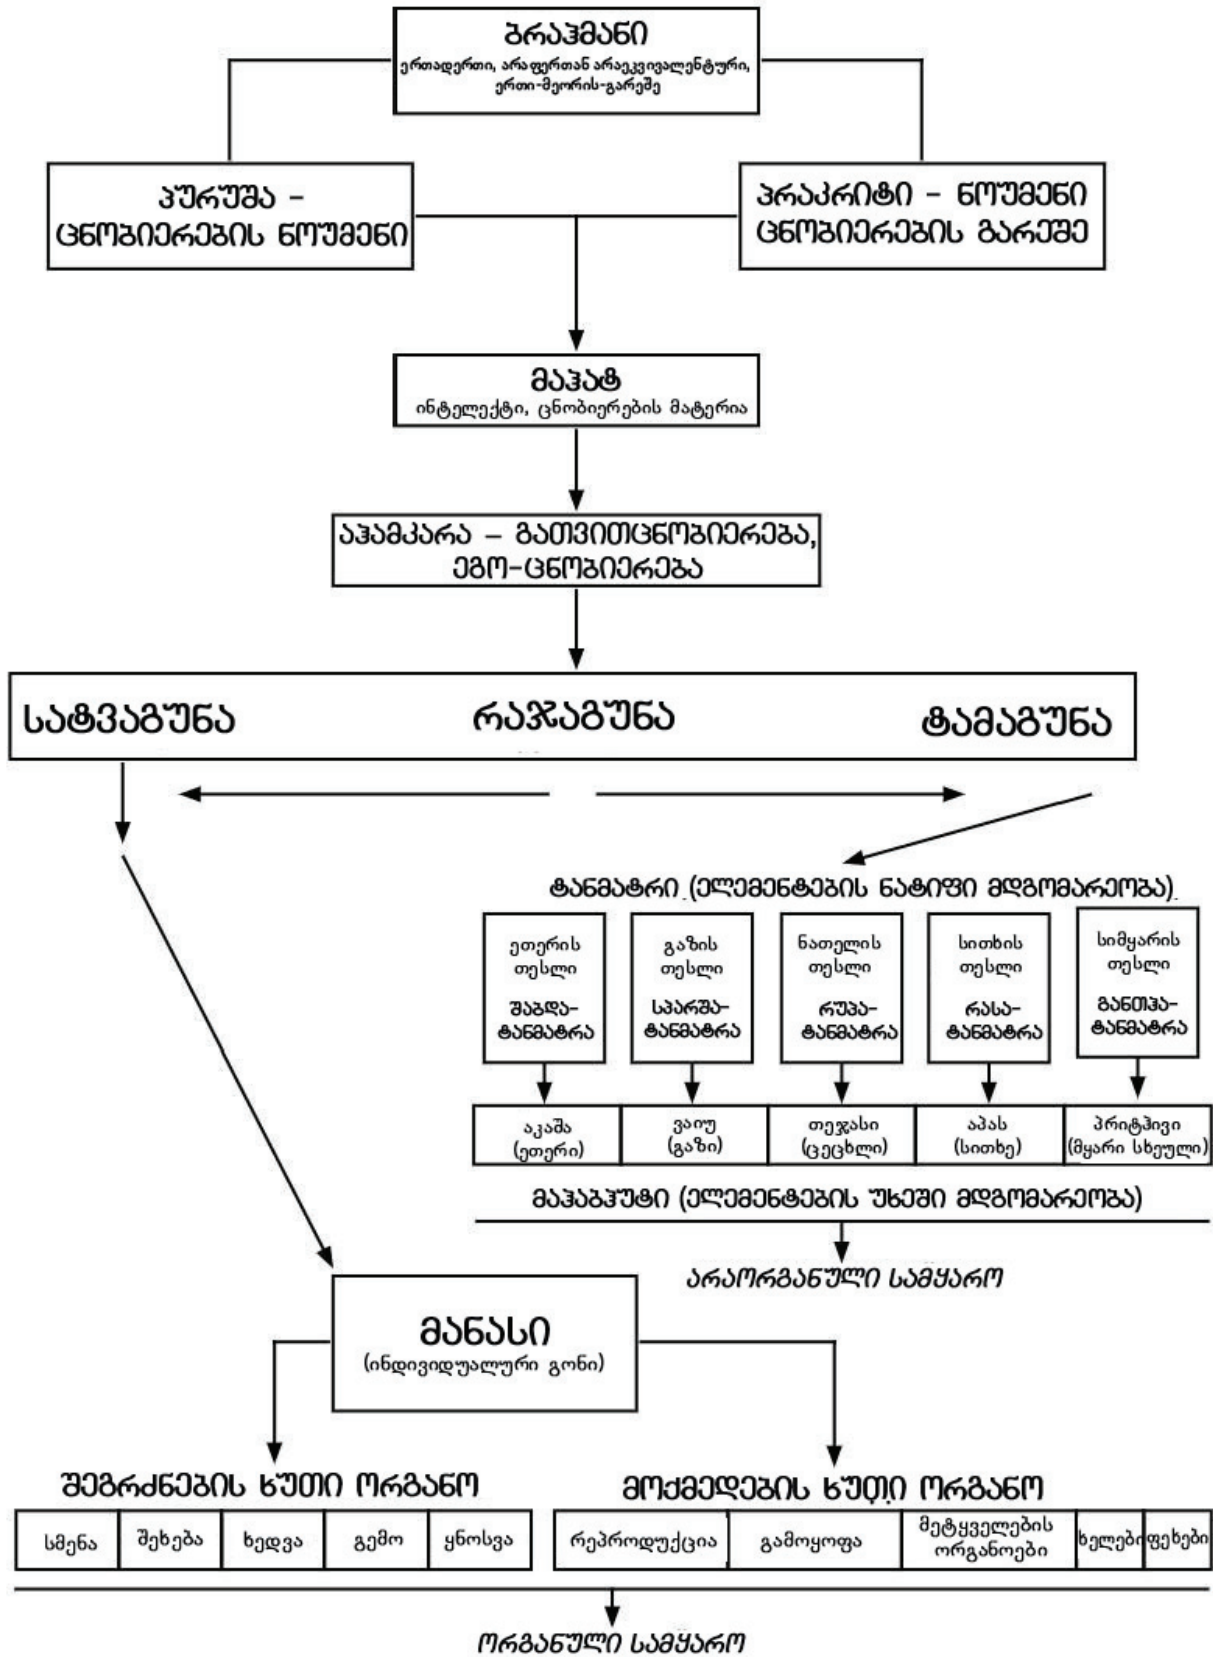 ბრაჰმანი
ერთადერთი, არაფერთან არაეკვივალენტური,
ერთი-მეორის-გარეშე
პურუშა –
ცნობიერების ნოუმენი
პრაკრიტი – ნოუმენი
ცნობიერების გარეშე
მაჰატ
ინტელექტი, ცნობიერების მატერია
აჰამკარა – გათვითცნობიერება,
ეგო-ცნობიერება
სატვაგუნა
რაჯაგუნა
ტამაგუნა
ტანმატრი (ელემენტების ნატიფი მდგომარეობა)
ეთერის
თესლი
შაბდა-
ტანმატრა
გაზის
თესლი
სპარშა-
ტანმატრა
ნათელის
თესლი
რუპა-
ტანმატრა
სითხის
თესლი
რასა-
ტანმატრა
სიმყარის
თესლი
განთჰა-
ტანმატრა
აკაშა
(ეთერი)
ვაიუ
(გაზი)
თეჯასი
(ცეცხლი)
აპას
(სითხე)
პრიტჰივი
(მყარი სხეული)
მაჰაბჰუტი (ელემენტების უხეში მდგომარეობა)
არაორგანული სამყარო
მანასი
(ინდივიდუალური გონი)
შეგრძნების ხუთი ორგანო
სმენა
შეხება
ხედვა
გემო
ყნოსვა
მოქმედების ხუთი ორგანო
რეპროდუქცია
გამოყოფა
მეტყველების
ორგანოები
ხელები
ფეხები
ორგანული სამყარო